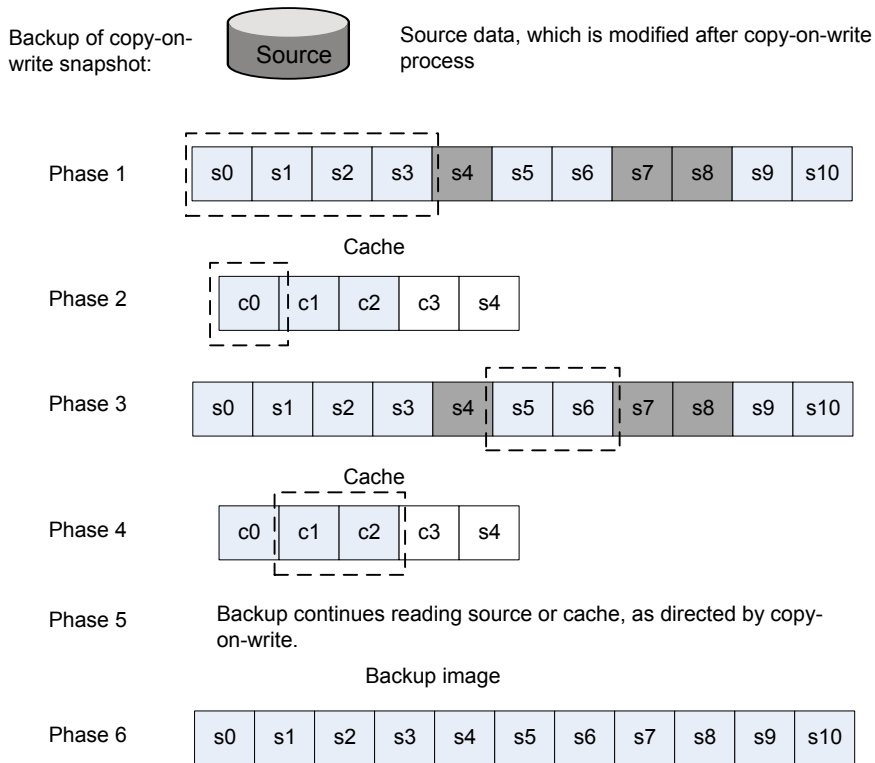 Backup of copy-on-
write snapshot:
Source
Source data, which is modified after copy-on-write
process
Phase 1
s0 s1 s2 s3 s4 s5 s6 s7 s8 s9 s10
Cache
Phase 2
c0 c1 c2 c3 s4
Phase 3
s0 s1 s2 s3 s4 s5 s6 s7 s8 s9 s10
Cache
Phase 4
c0 c1 c2 c3 s4
Phase 5
Backup continues reading source or cache, as directed by copy-
on-write.
Backup image
Phase 6
s0 s1 s2 s3 s4 s5 s6 s7 s8 s9 s10